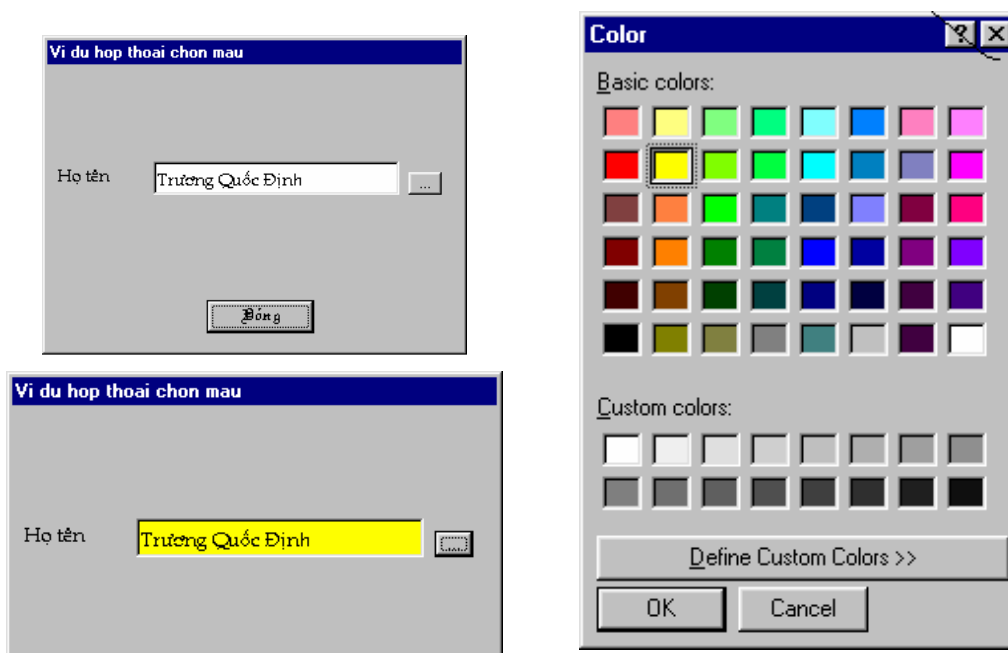 Vi du hop thoai chon mau
Họ tên
Trương Quốc Định
...
Đóng
Vi du hop thoai chon mau
Họ tên
Trương Quốc Định
...
Color
Basic colors:
Custom colors:
Define Custom Colors >>
OK
Cancel